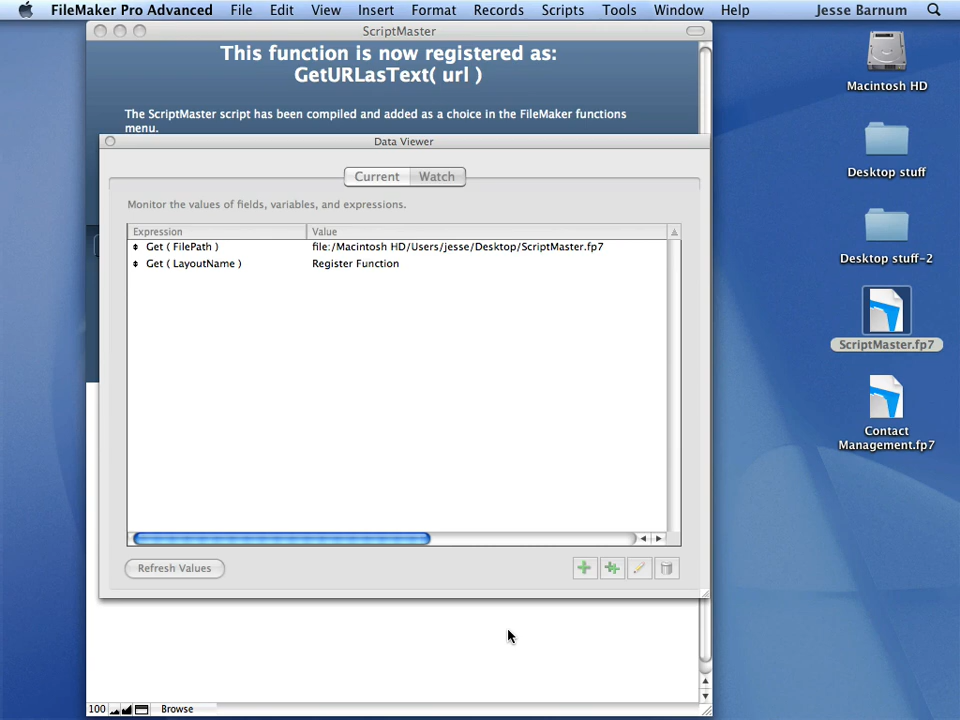 FileMaker Pro Advanced File Edit View Insert Format Records Scripts Tools Window Help Jesse Barnum
ScriptMaster
This function is now registered as:
GetURLasText( url )
The ScriptMaster script has been compiled and added as a choice in the FileMaker functions
menu.
Data Viewer
Current Watch
Monitor the values of fields, variables, and expressions.
Expression Value
Get ( FilePath ) file:/Macintosh HD/Users/jesse/Desktop/ScriptMaster.fp7
Get ( LayoutName ) Register Function
Refresh Values
100 Browse
Macintosh HD
Desktop stuff
Desktop stuff-2
ScriptMaster.fp7
Contact
Management.fp7